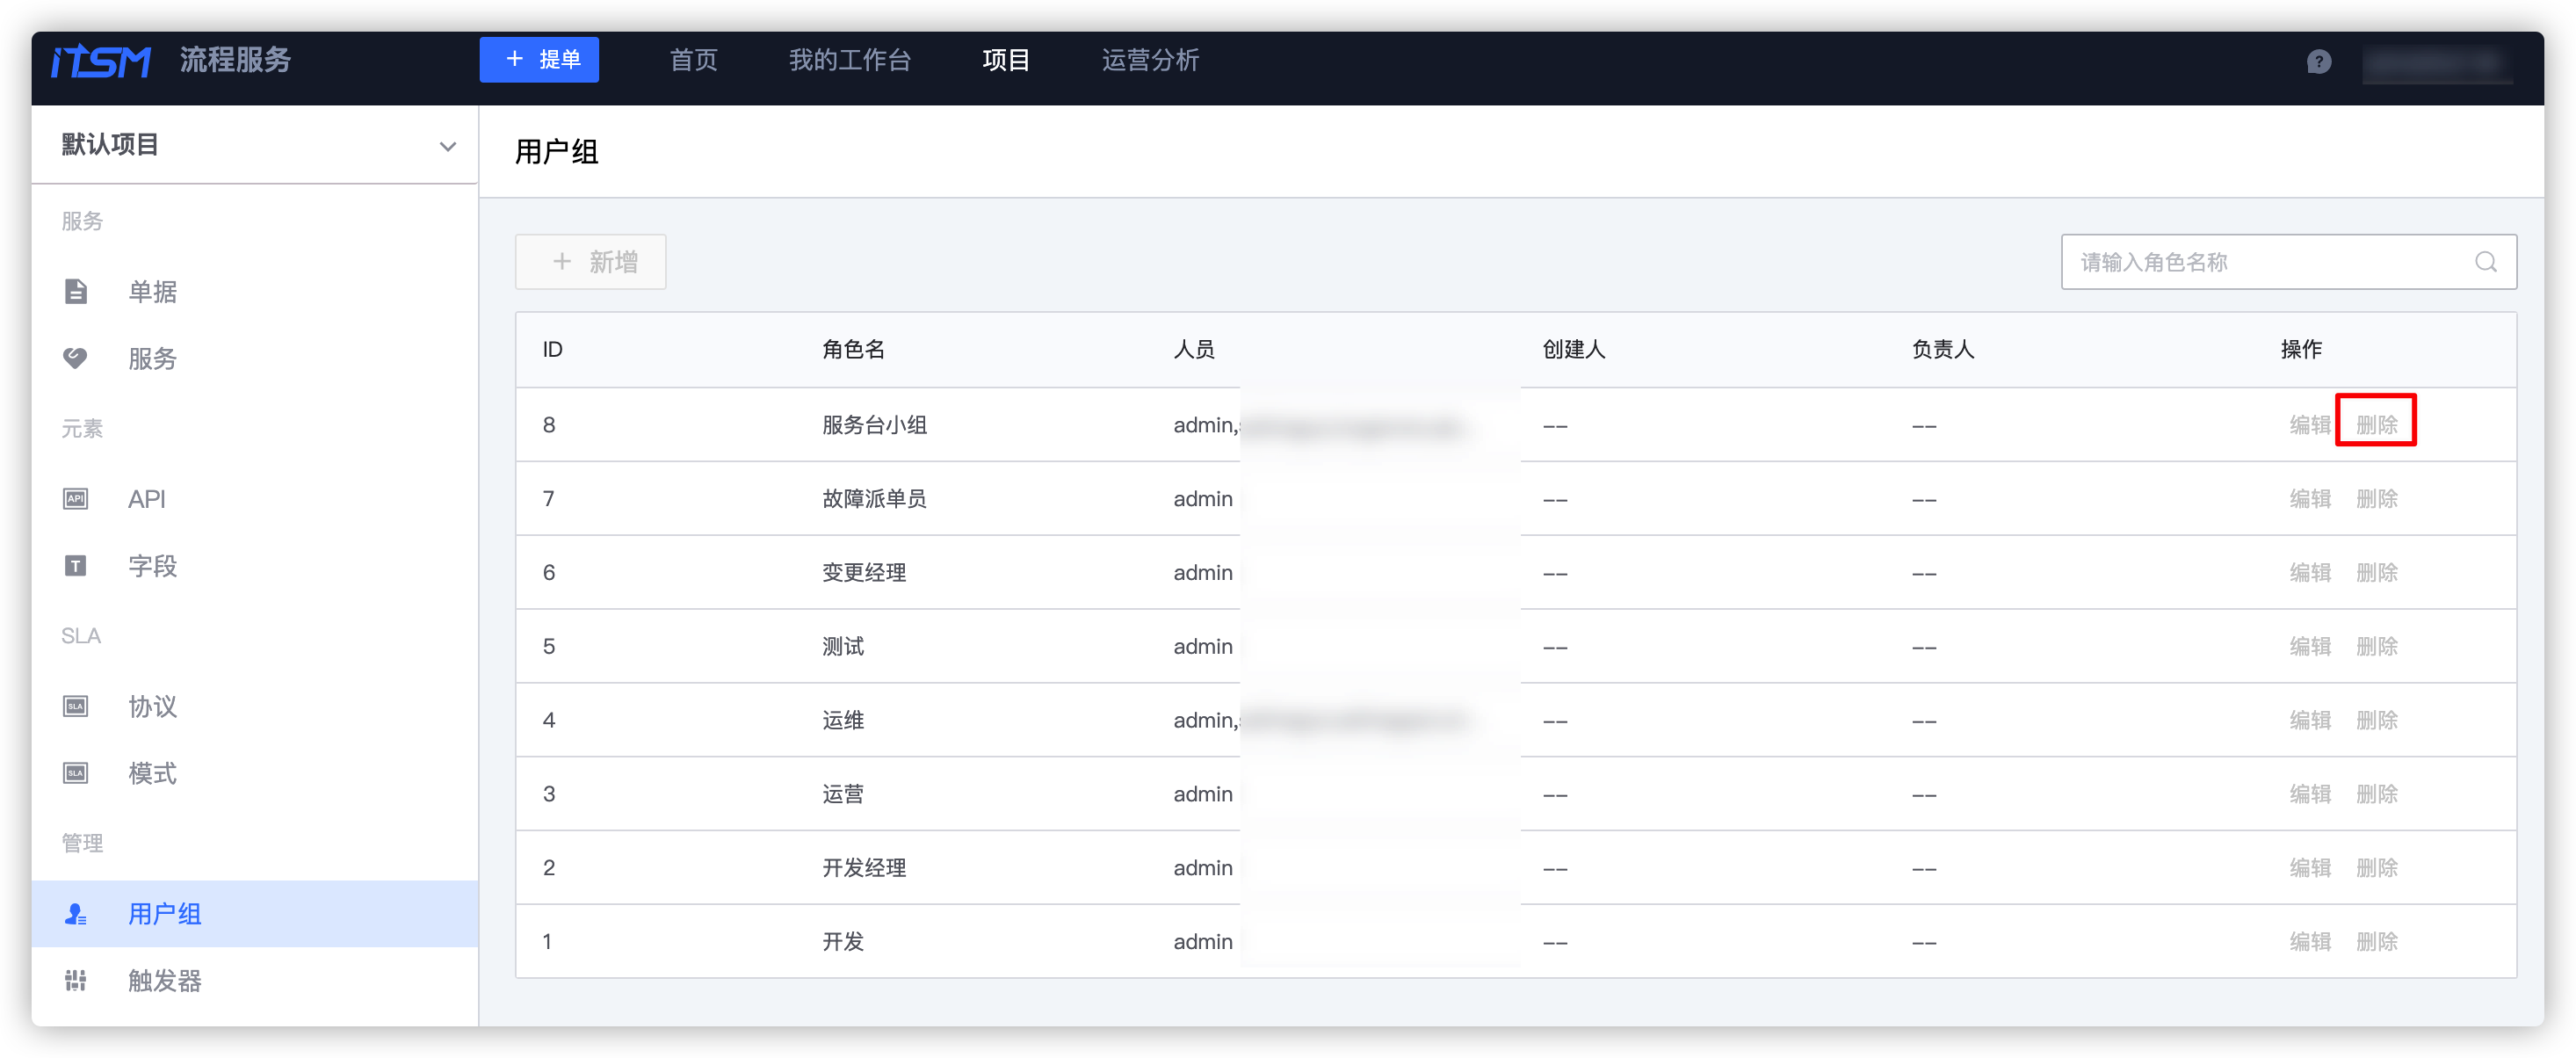 iTSM 流程服务 + 提单 首页 我的工作台 项目 运营分析 ?
默认项目
服务
单据
服务
元素
API API
T 字段
SLA
SLA 协议
SLA 模式
管理
用户组
触发器
用户组
+ 新增 请输入角色名称
ID 角色名 人员 创建人 负责人 操作
8 服务台小组 admin, -- -- 编辑 删除
7 故障派单员 admin -- -- 编辑 删除
6 变更经理 admin -- -- 编辑 删除
5 测试 admin -- -- 编辑 删除
4 运维 admin, -- -- 编辑 删除
3 运营 admin -- -- 编辑 删除
2 开发经理 admin -- -- 编辑 删除
1 开发 admin -- -- 编辑 删除